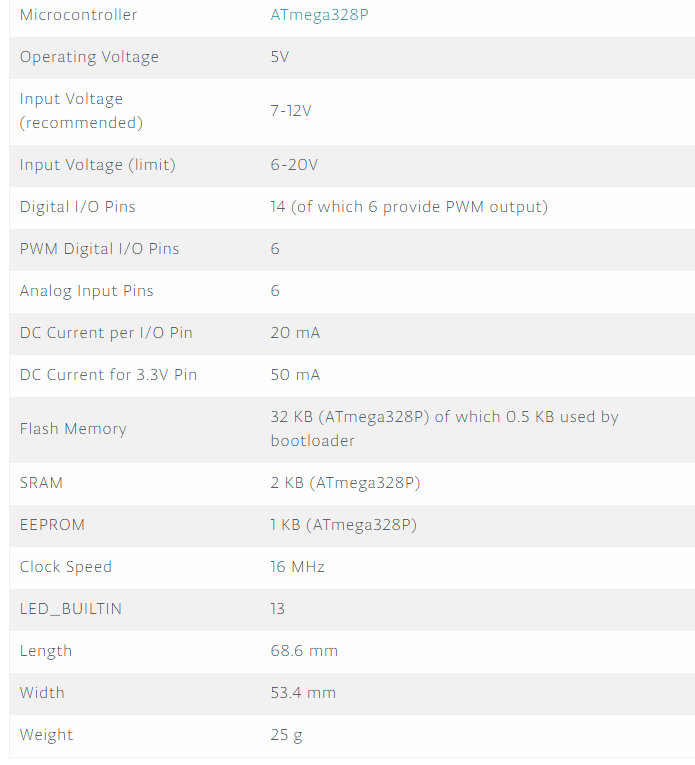 Microcontroller ATmega328P
Operating Voltage 5V
Input Voltage
(recommended)
7-12V
Input Voltage (limit) 6-20V
Digital I/O Pins 14 (of which 6 provide PWM output)
PWM Digital I/O Pins 6
Analog Input Pins 6
DC Current per I/O Pin 20 mA
DC Current for 3.3V Pin 50 mA
Flash Memory
32 KB (ATmega328P) of which 0.5 KB used by
bootloader
SRAM 2 KB (ATmega328P)
EEPROM 1 KB (ATmega328P)
Clock Speed 16 MHz
LED_BUILTIN 13
Length 68.6 mm
Width 53.4 mm
Weight 25 g